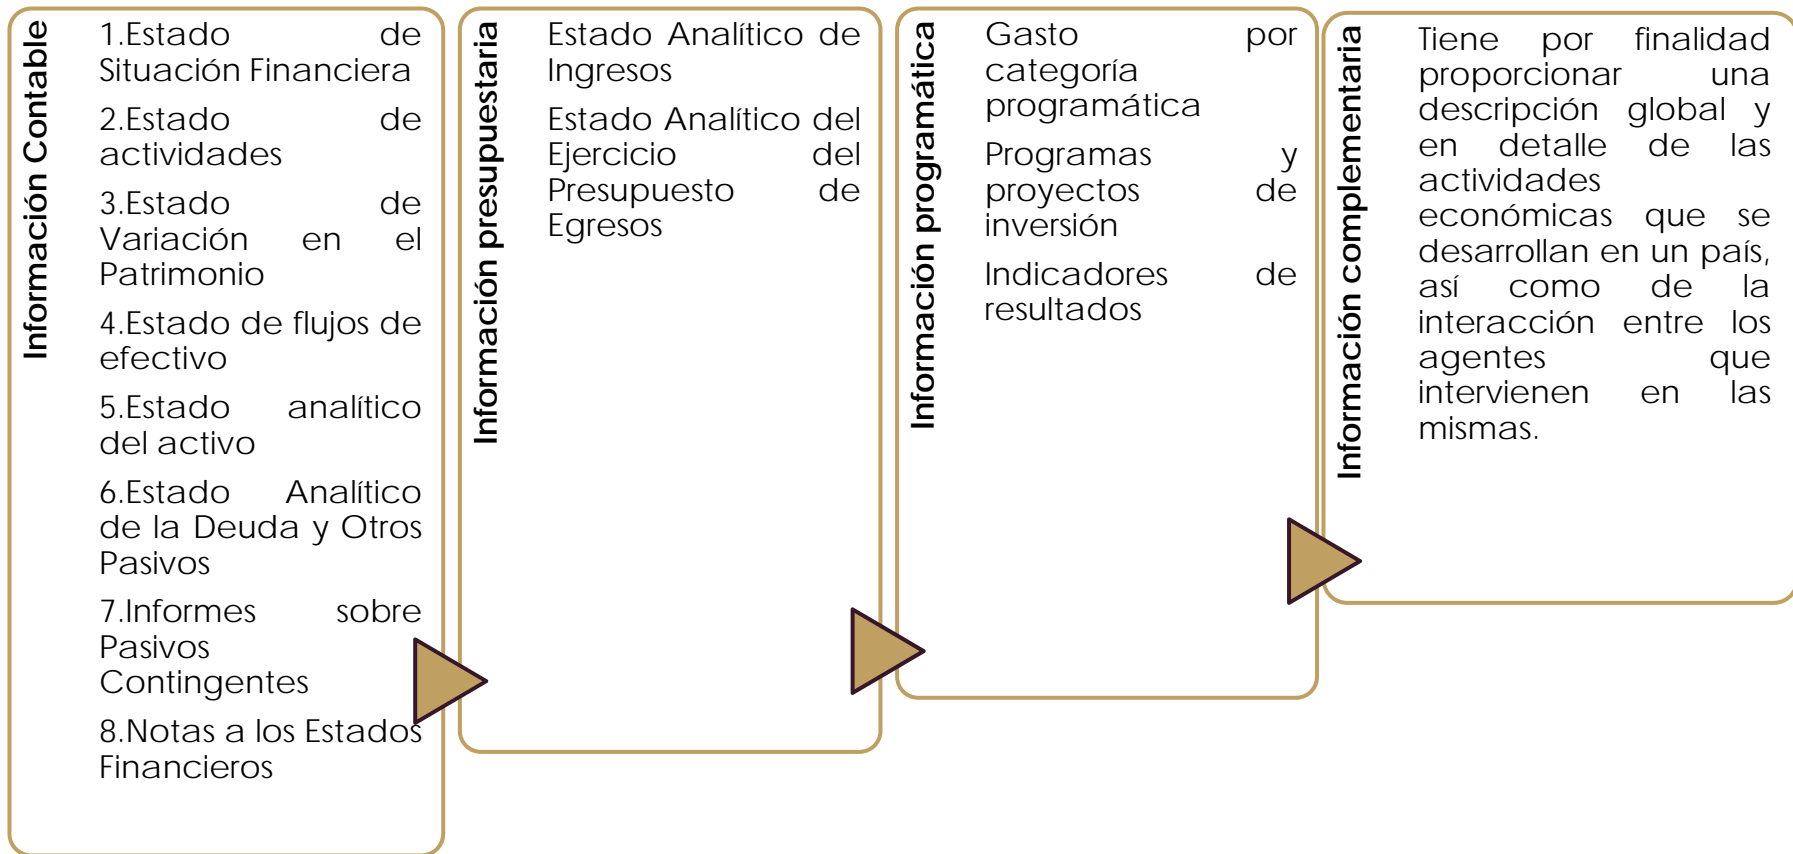 Información Contable
1.Estado de
Situación Financiera
2.Estado de
actividades
3.Estado de
Variación en el
Patrimonio
4.Estado de flujos de
efectivo
5.Estado analítico
del activo
6.Estado Analítico
de la Deuda y Otros
Pasivos
7.Informes sobre
Pasivos
Contingentes
8.Notas a los Estados
Financieros
Información presupuestaria
Estado Analítico de
Ingresos
Estado Analítico del
Ejercicio del
Presupuesto de
Egresos
Información programática
Gasto por
categoría
programática
Programas y
proyectos de
inversión
Indicadores de
resultados
Información complementaria
Tiene por finalidad
proporcionar una
descripción global y
en detalle de las
actividades
económicas que se
desarrollan en un país,
así como de la
interacción entre los
agentes que
intervienen en las
mismas.